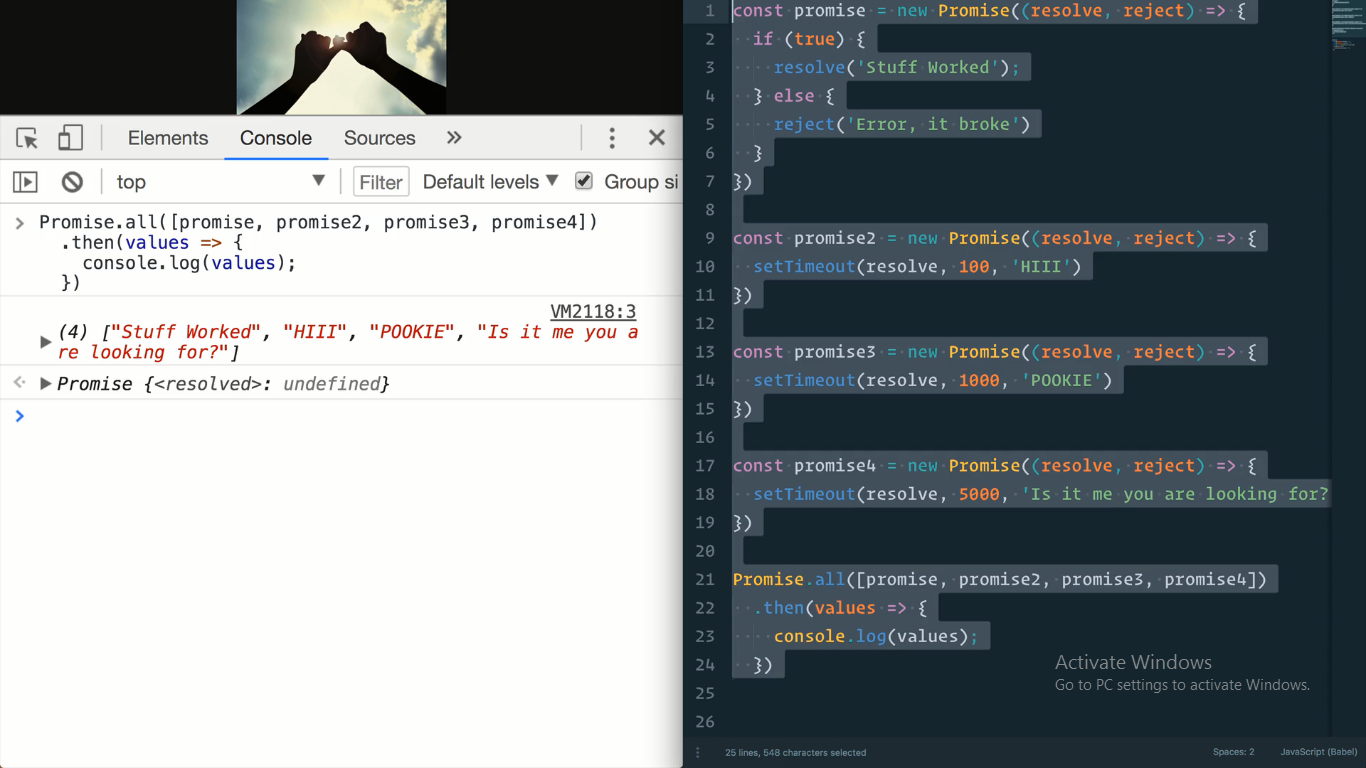 Elements Console Sources
top Filter Default levels Group si
Promise.all([promise, promise2, promise3, promise4])
.then(values => {
console.log(values);
})
VM2118:3
(4) ["Stuff Worked", "HIII", "POOKIE", "Is it me you a
re looking for?"]
Promise {<resolved>: undefined}
1 const promise = new Promise((resolve, reject) => {
2 if (true) {
3 resolve('Stuff Worked');
4 } else {
5 reject('Error, it broke')
6 }
7 })
8
9 const promise2 = new Promise((resolve, reject) => {
10 setTimeout(resolve, 100, 'HIII')
11 })
12
13 const promise3 = new Promise((resolve, reject) => {
14 setTimeout(resolve, 1000, 'POOKIE')
15 })
16
17 const promise4 = new Promise((resolve, reject) => {
18 setTimeout(resolve, 5000, 'Is it me you are looking for?
19 })
20
21 Promise.all([promise, promise2, promise3, promise4])
22 .then(values => {
23 console.log(values);
24 })
25
26
Activate Windows
Go to PC settings to activate Windows.
25 lines, 548 characters selected Spaces: 2 JavaScript (Babel)